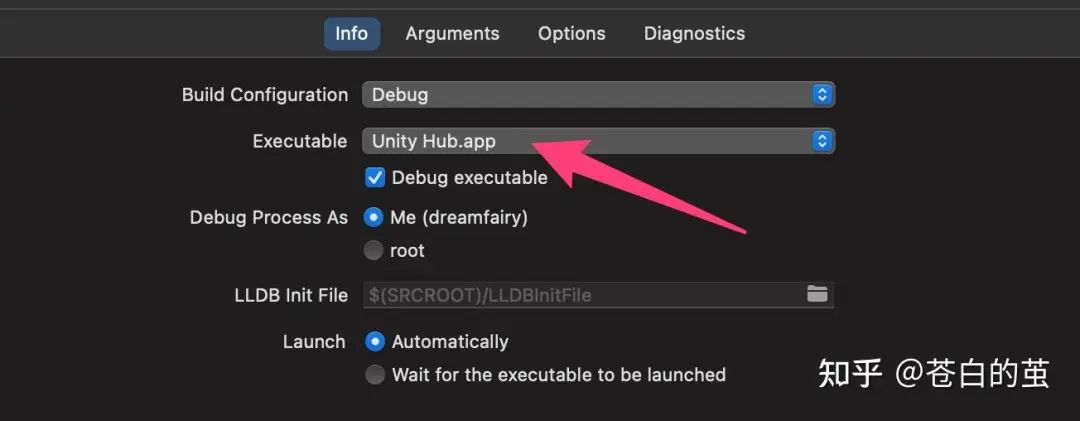 Info Arguments Options Diagnostics
Build Configuration Debug
Executable Unity Hub.app
Debug executable
Debug Process As Me (dreamfairy)
root
LLDB Init File $(SRCROOT)/LLDBInitFile
Launch Automatically
Wait for the executable to be launched
知乎 @苍白的茧